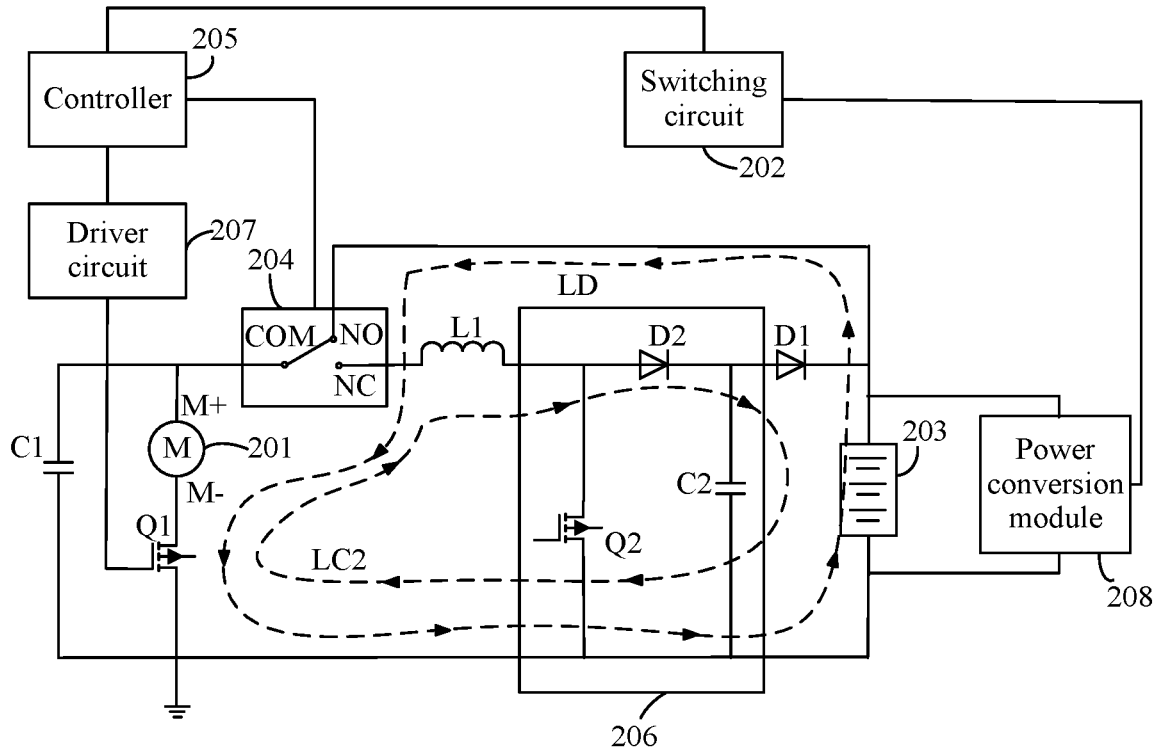 205
Controller
Switching
circuit
202
Driver
circuit
207
204
LD
COM
NO
NC
L1
D2
D1
M+
C1
M
201
M-
203
Power
conversion
module
C2
Q1
Q2
LC2
208
206